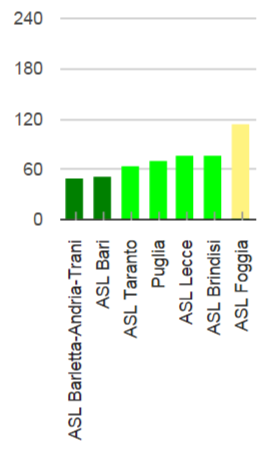 240
180
120
60
0
ASL Barletta-Andria-Trani
ASL Bari
ASL Taranto
Puglia
ASL Lecce
ASL Brindisi
ASL Foggia